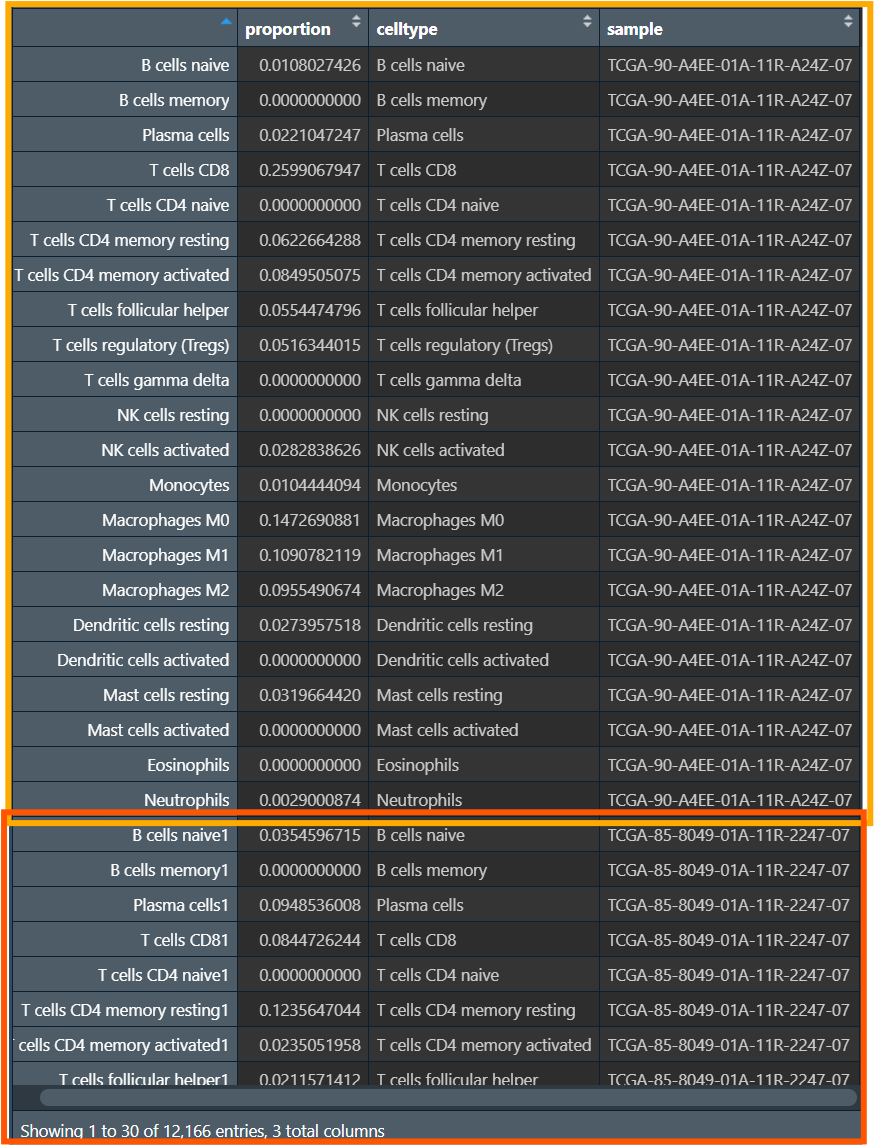 proportion celltype sample
B cells naive 0.0108027426 B cells naive TCGA-90-A4EE-01A-11R-A24Z-07
B cells memory 0.0000000000 B cells memory TCGA-90-A4EE-01A-11R-A24Z-07
Plasma cells 0.0221047247 Plasma cells TCGA-90-A4EE-01A-11R-A24Z-07
T cells CD8 0.2599067947 T cells CD8 TCGA-90-A4EE-01A-11R-A24Z-07
T cells CD4 naive 0.0000000000 T cells CD4 naive TCGA-90-A4EE-01A-11R-A24Z-07
T cells CD4 memory resting 0.0622664288 T cells CD4 memory resting TCGA-90-A4EE-01A-11R-A24Z-07
T cells CD4 memory activated 0.0849505075 T cells CD4 memory activated TCGA-90-A4EE-01A-11R-A24Z-07
T cells follicular helper 0.0554474796 T cells follicular helper TCGA-90-A4EE-01A-11R-A24Z-07
T cells regulatory (Tregs) 0.0516344015 T cells regulatory (Tregs) TCGA-90-A4EE-01A-11R-A24Z-07
T cells gamma delta 0.0000000000 T cells gamma delta TCGA-90-A4EE-01A-11R-A24Z-07
NK cells resting 0.0000000000 NK cells resting TCGA-90-A4EE-01A-11R-A24Z-07
NK cells activated 0.0282838626 NK cells activated TCGA-90-A4EE-01A-11R-A24Z-07
Monocytes 0.0104444094 Monocytes TCGA-90-A4EE-01A-11R-A24Z-07
Macrophages M0 0.1472690881 Macrophages M0 TCGA-90-A4EE-01A-11R-A24Z-07
Macrophages M1 0.1090782119 Macrophages M1 TCGA-90-A4EE-01A-11R-A24Z-07
Macrophages M2 0.0955490674 Macrophages M2 TCGA-90-A4EE-01A-11R-A24Z-07
Dendritic cells resting 0.0273957518 Dendritic cells resting TCGA-90-A4EE-01A-11R-A24Z-07
Dendritic cells activated 0.0000000000 Dendritic cells activated TCGA-90-A4EE-01A-11R-A24Z-07
Mast cells resting 0.0319664420 Mast cells resting TCGA-90-A4EE-01A-11R-A24Z-07
Mast cells activated 0.0000000000 Mast cells activated TCGA-90-A4EE-01A-11R-A24Z-07
Eosinophils 0.0000000000 Eosinophils TCGA-90-A4EE-01A-11R-A24Z-07
Neutrophils 0.0029000874 Neutrophils TCGA-90-A4EE-01A-11R-A24Z-07
B cells naive1 0.0354596715 B cells naive TCGA-85-8049-01A-11R-2247-07
B cells memory1 0.0000000000 B cells memory TCGA-85-8049-01A-11R-2247-07
Plasma cells1 0.0948536008 Plasma cells TCGA-85-8049-01A-11R-2247-07
T cells CD81 0.0844726244 T cells CD8 TCGA-85-8049-01A-11R-2247-07
T cells CD4 naive1 0.0000000000 T cells CD4 naive TCGA-85-8049-01A-11R-2247-07
T cells CD4 memory resting1 0.1235647044 T cells CD4 memory resting TCGA-85-8049-01A-11R-2247-07
cells CD4 memory activated1 0.0235051958 T cells CD4 memory activated TCGA-85-8049-01A-11R-2247-07
T cells follicular helper1 0.0211571412 T cells follicular helper TCGA-85-8049-01A-11R-2247-07
Showing 1 to 30 of 12,166 entries, 3 total columns